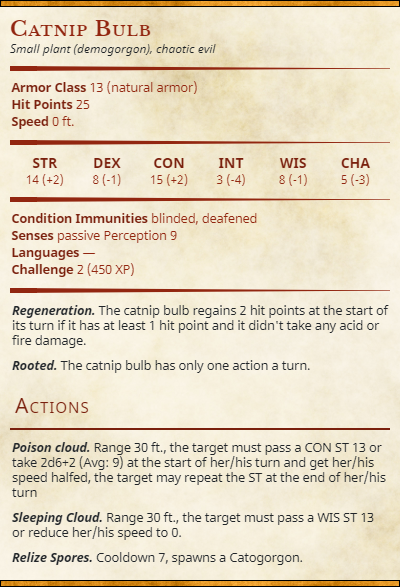 Catnip Bulb
Small plant (demogorgon), chaotic evil
Armor Class 13 (natural armor)
Hit Points 25
Speed 0 ft.
STR DEX CON INT WIS CHA
14 (+2) 8 (-1) 15 (+2) 3 (-4) 8 (-1) 5 (-3)
Condition Immunities blinded, deafened
Senses passive Perception 9
Languages —
Challenge 2 (450 XP)
Regeneration. The catnip bulb regains 2 hit points at the start of
its turn if it has at least 1 hit point and it didn't take any acid or
fire damage.
Rooted. The catnip bulb has only one action a turn.
Actions
Poison cloud. Range 30 ft., the target must pass a CON ST 13 or
take 2d6+2 (Avg: 9) at the start of her/his turn and get her/his
speed halfed, the target may repeat the ST at the end of her/his
turn
Sleeping Cloud. Range 30 ft., the target must pass a WIS ST 13
or reduce her/his speed to 0.
Relize Spores. Cooldown 7, spawns a Catogorgon.